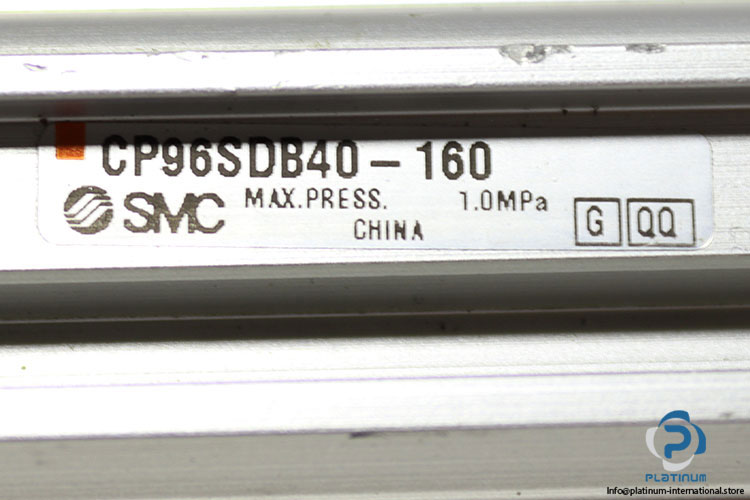 CP96SDB40-160
SMC MAX.PRESS. 1.0MPa
CHINA
G QQ
PLATINUM
Info@platinum-international.store